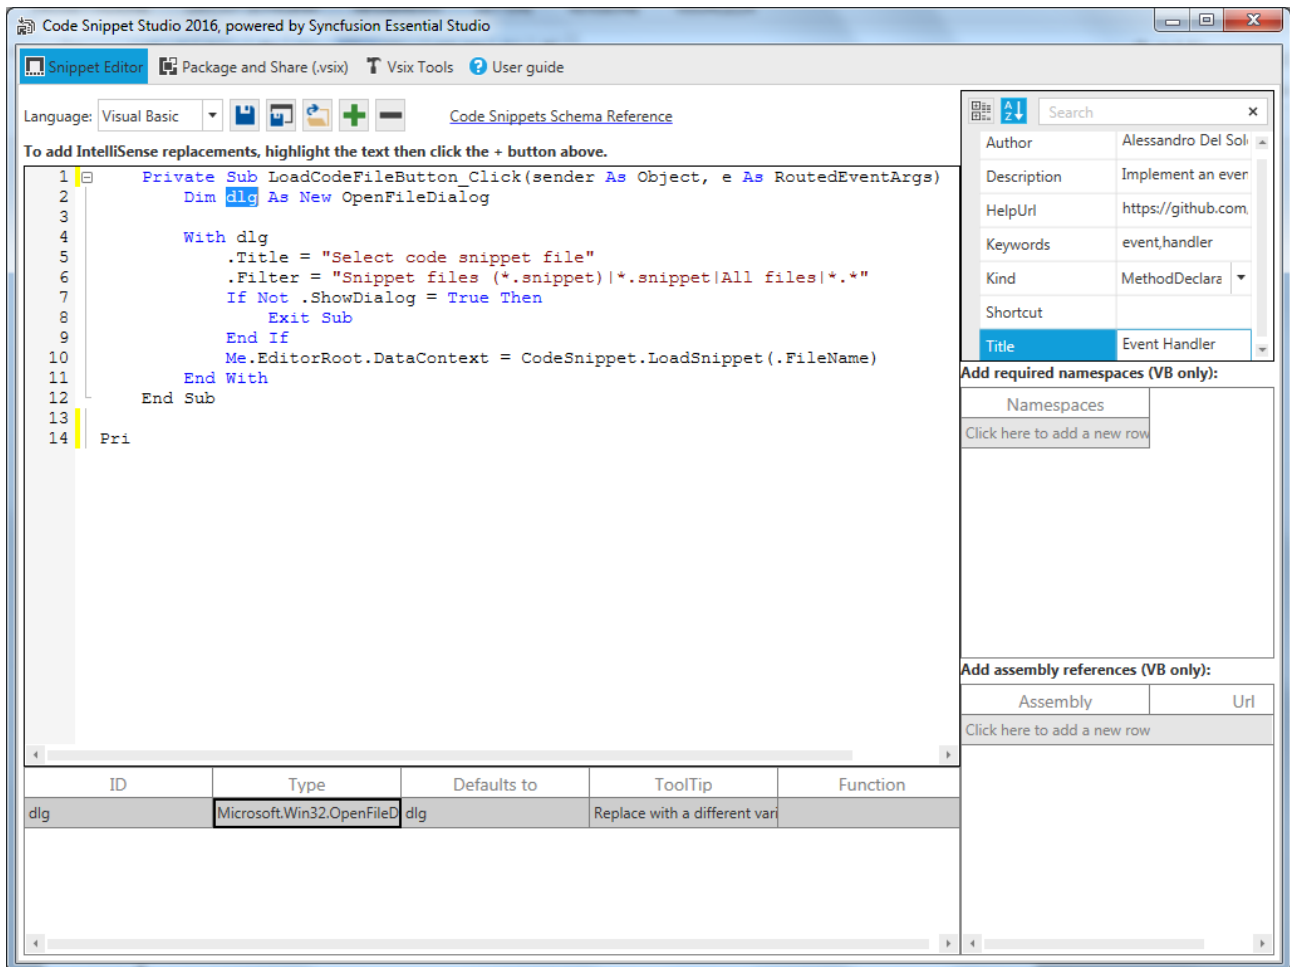 Code Snippet Studio 2016, powered by Syncfusion Essential Studio
Snippet Editor Package and Share (.vsix) Vsix Tools User guide
Language: Visual Basic Code Snippets Schema Reference
To add IntelliSense replacements, highlight the text then click the + button above.
1 Private Sub LoadCodeFileButton_Click(sender As Object, e As RoutedEventArgs)
2 Dim dlg As New OpenFileDialog
3
4 With dlg
5 .Title = "Select code snippet file"
6 .Filter = "Snippet files (*.snippet)|*.snippet|All files|*.*"
7 If Not .ShowDialog = True Then
8 Exit Sub
9 End If
10 Me.EditorRoot.DataContext = CodeSnippet.LoadSnippet(.FileName)
11 End With
12 End Sub
13
14 Pri
ID Type Defaults to ToolTip Function
dlg Microsoft.Win32.OpenFileD dlg Replace with a different vari
Search
Author Alessandro Del Sol
Description Implement an even
HelpUrl https://github.com,
Keywords event,handler
Kind MethodDeclara
Shortcut
Title Event Handler
Add required namespaces (VB only):
Namespaces
Click here to add a new row
Add assembly references (VB only):
Assembly Url
Click here to add a new row